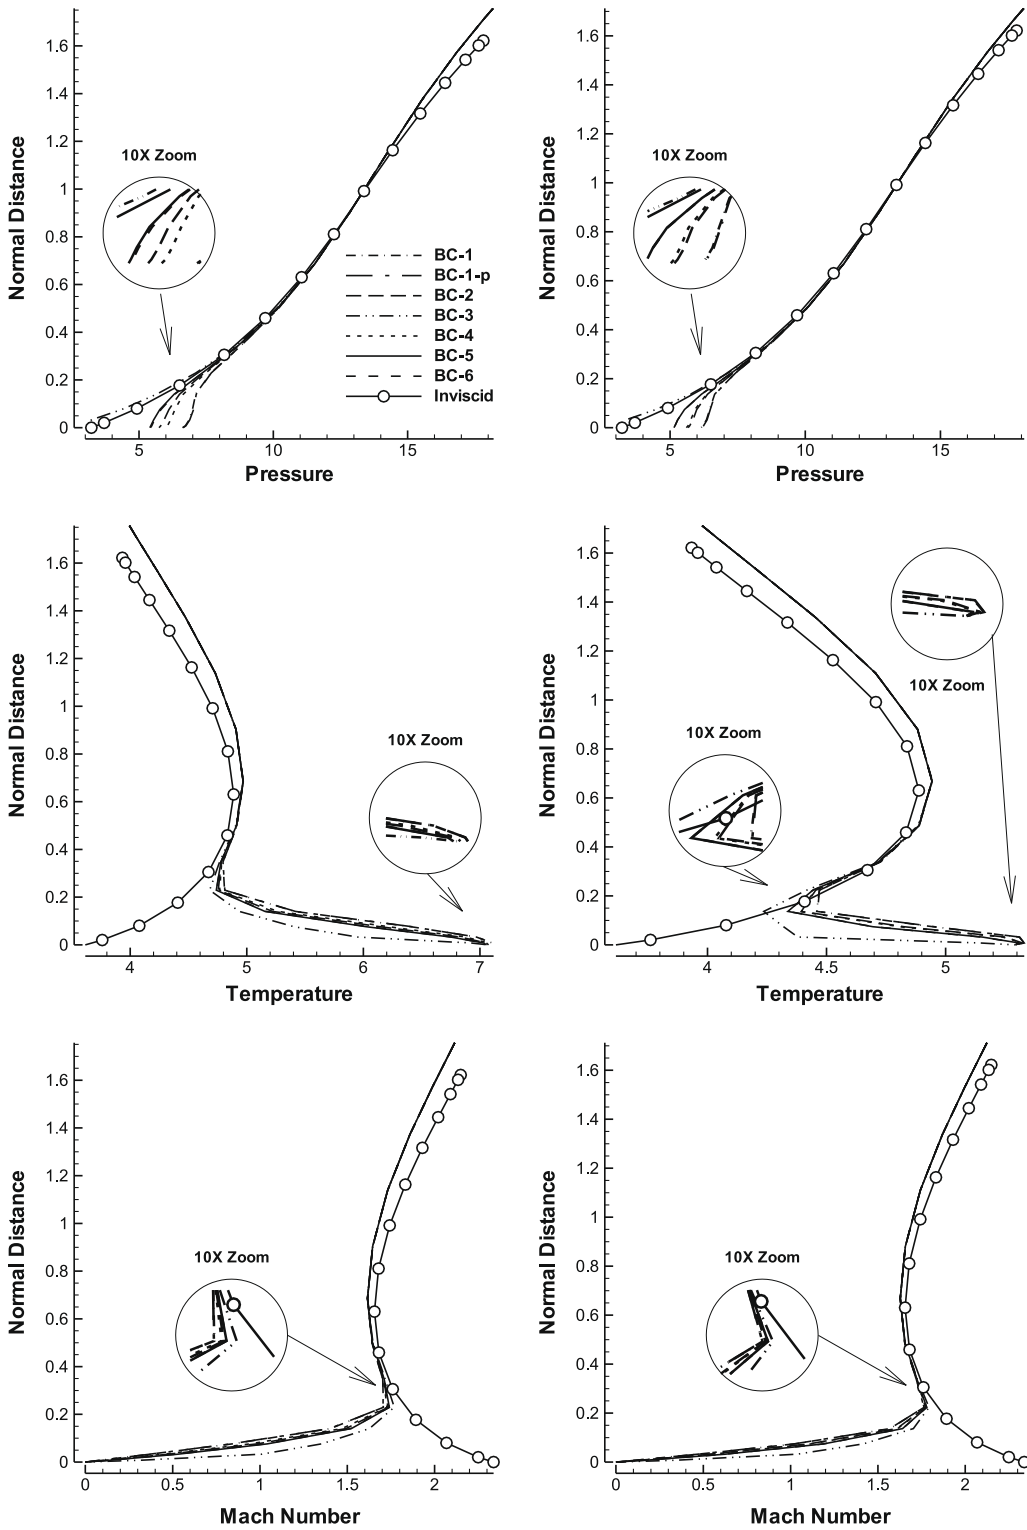 Normal Distance
1.6
1.4
1.2
1
0.8
0.6
0.4
0.2
0
10X Zoom
BC-1
BC-1-p
BC-2
BC-3
BC-4
BC-5
BC-6
Inviscid
5
10
15
Pressure
Normal Distance
1.6
1.4
1.2
1
0.8
0.6
0.4
0.2
0
10X Zoom
5
10
15
Pressure
Normal Distance
1.6
1.4
1.2
1
0.8
0.6
0.4
0.2
0
10X Zoom
4
5
6
7
Temperature
Normal Distance
1.6
1.4
1.2
1
0.8
0.6
0.4
0.2
0
10X Zoom
10X Zoom
4
4.5
5
Temperature
Normal Distance
1.6
1.4
1.2
1
0.8
0.6
0.4
0.2
0
10X Zoom
0
0.5
1
1.5
2
Mach Number
Normal Distance
1.6
1.4
1.2
1
0.8
0.6
0.4
0.2
0
10X Zoom
0
0.5
1
1.5
2
Mach Number